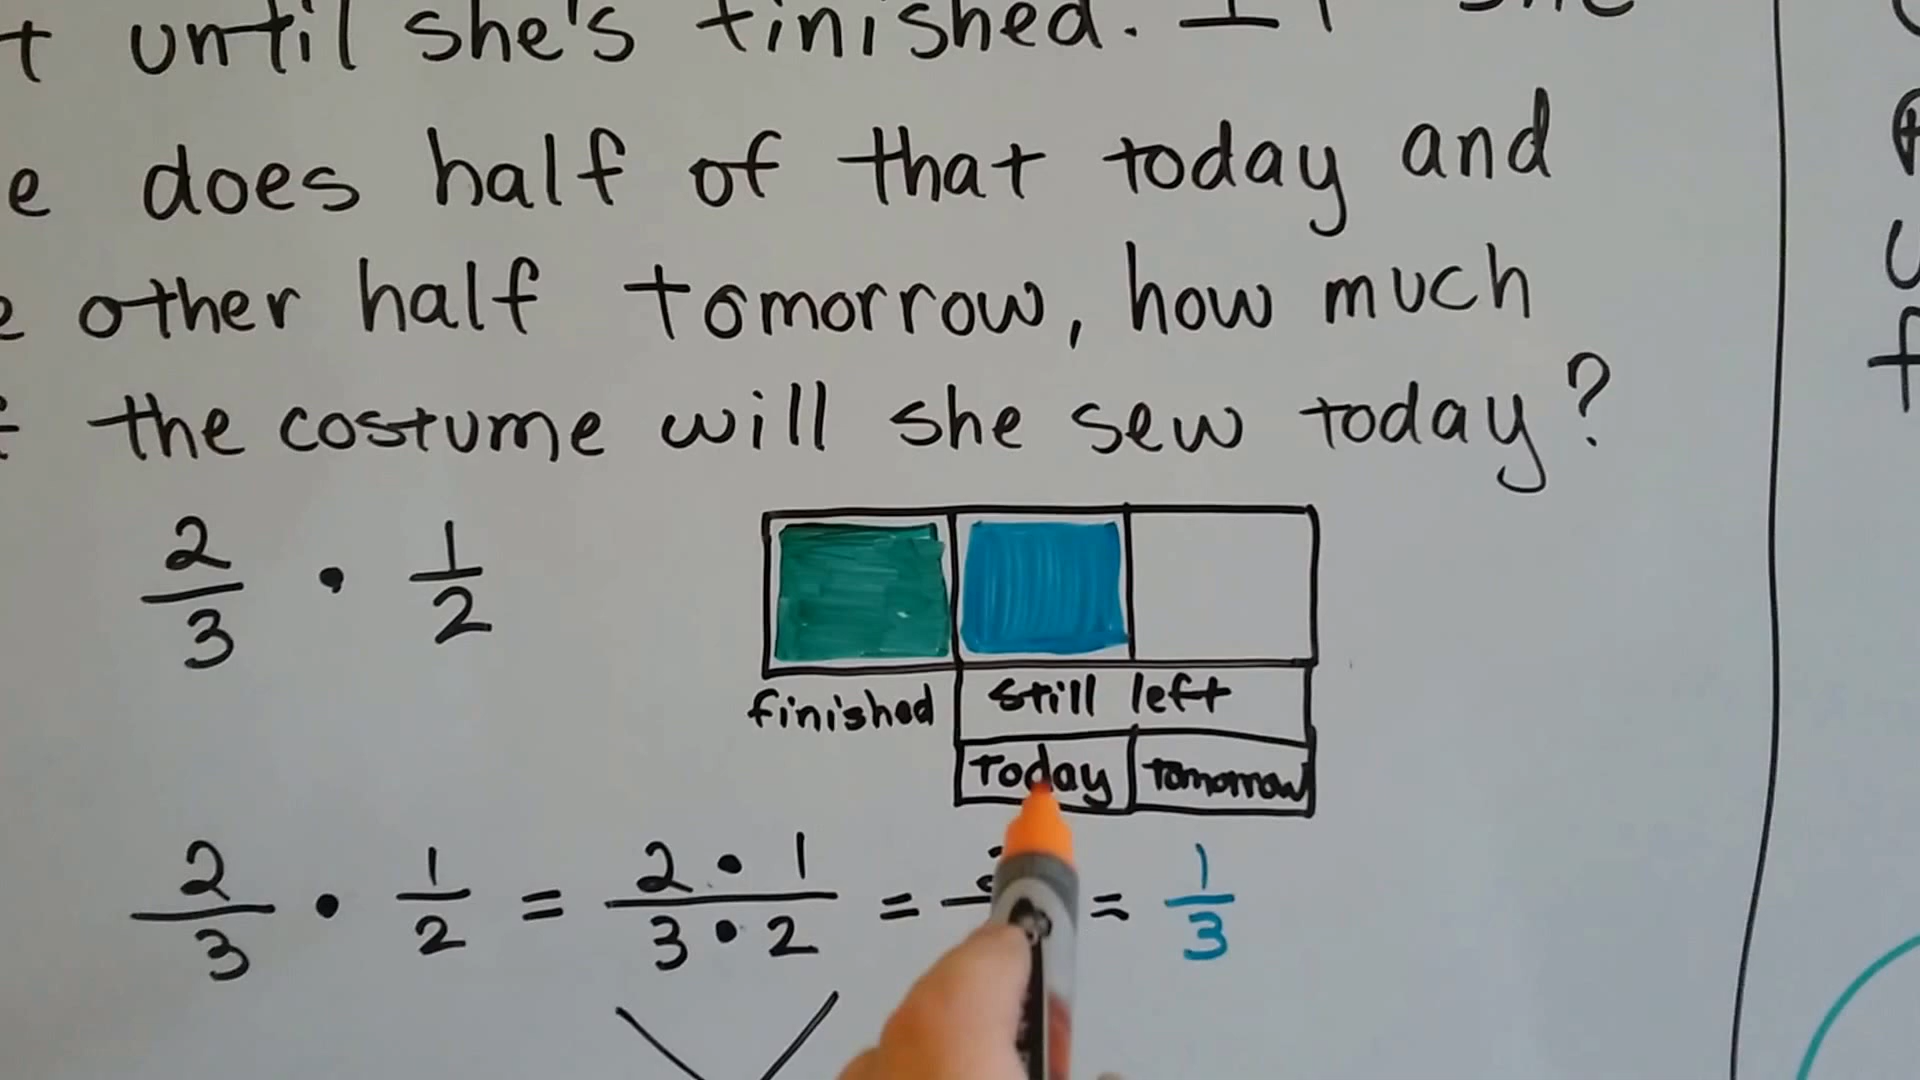 t until she's finished. If she
e does half of that today and
e other half tomorrow, how much
the costume will she sew today?
2/3 · 1/2
finished
still left
today
tomorrow
2/3 · 1/2 = 2·1/3·2 = = 1/3